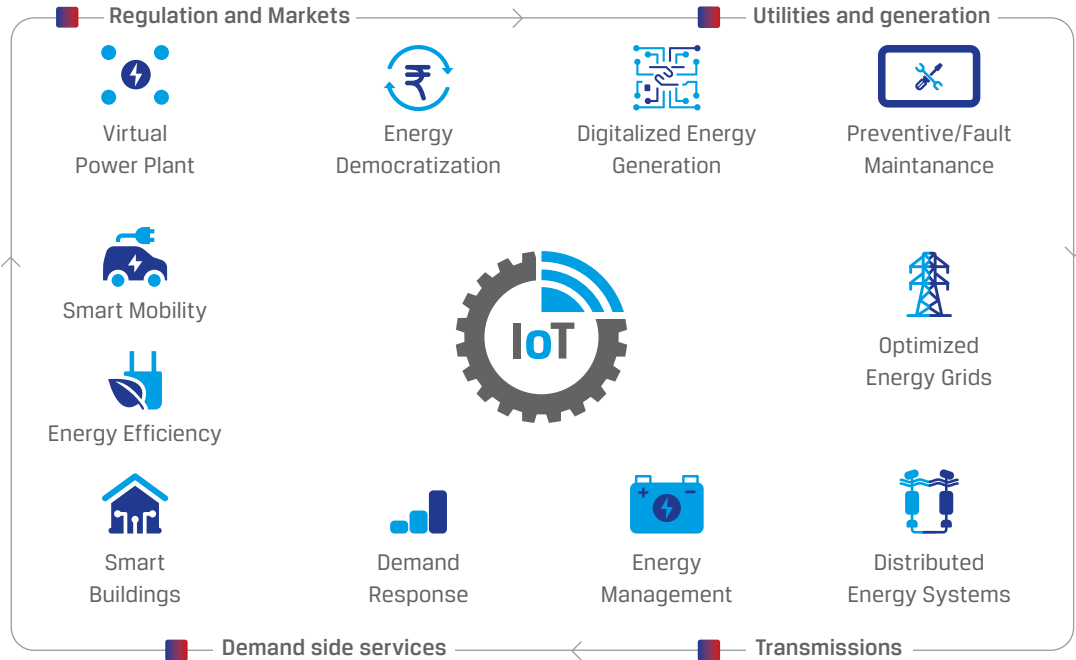 Regulation and Markets
Utilities and generation
Virtual
Power Plant
Energy
Democratization
Digitalized Energy
Generation
Preventive/Fault
Maintanance
Smart Mobility
IoT
Optimized
Energy Grids
Energy Efficiency
Smart
Buildings
Demand
Response
Energy
Management
Distributed
Energy Systems
Demand side services
Transmissions